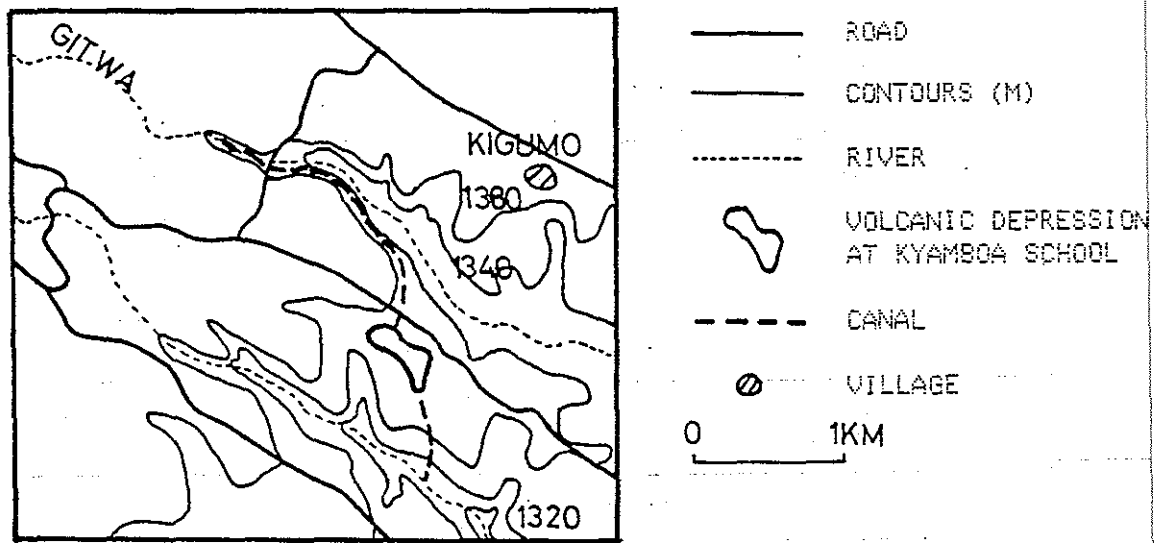 GITWA
KIGUMO
1380
1340
1320
ROAD
CONTOURS (M)
RIVER
VOLCANIC DEPRESSION
AT KYAMBOA SCHOOL
CANAL
VILLAGE
0 1KM